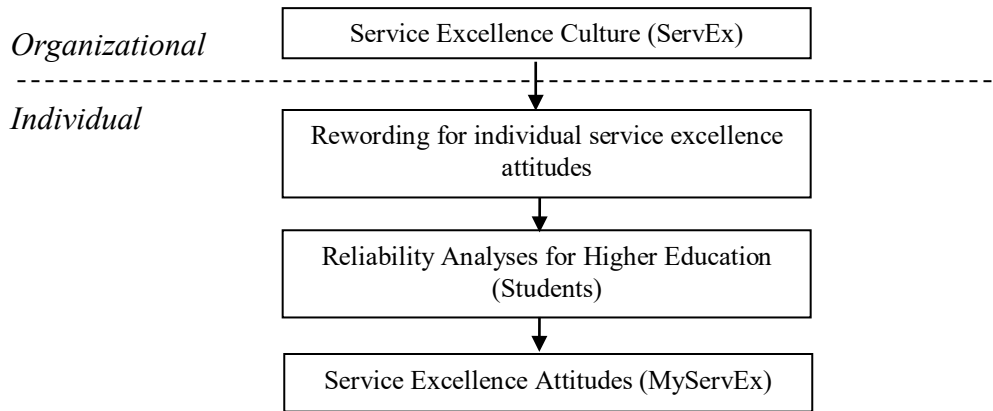 Organizational
Service Excellence Culture (ServEx)
Individual
Rewording for individual service excellence
attitudes
Reliability Analyses for Higher Education
(Students)
Service Excellence Attitudes (MyServEx)